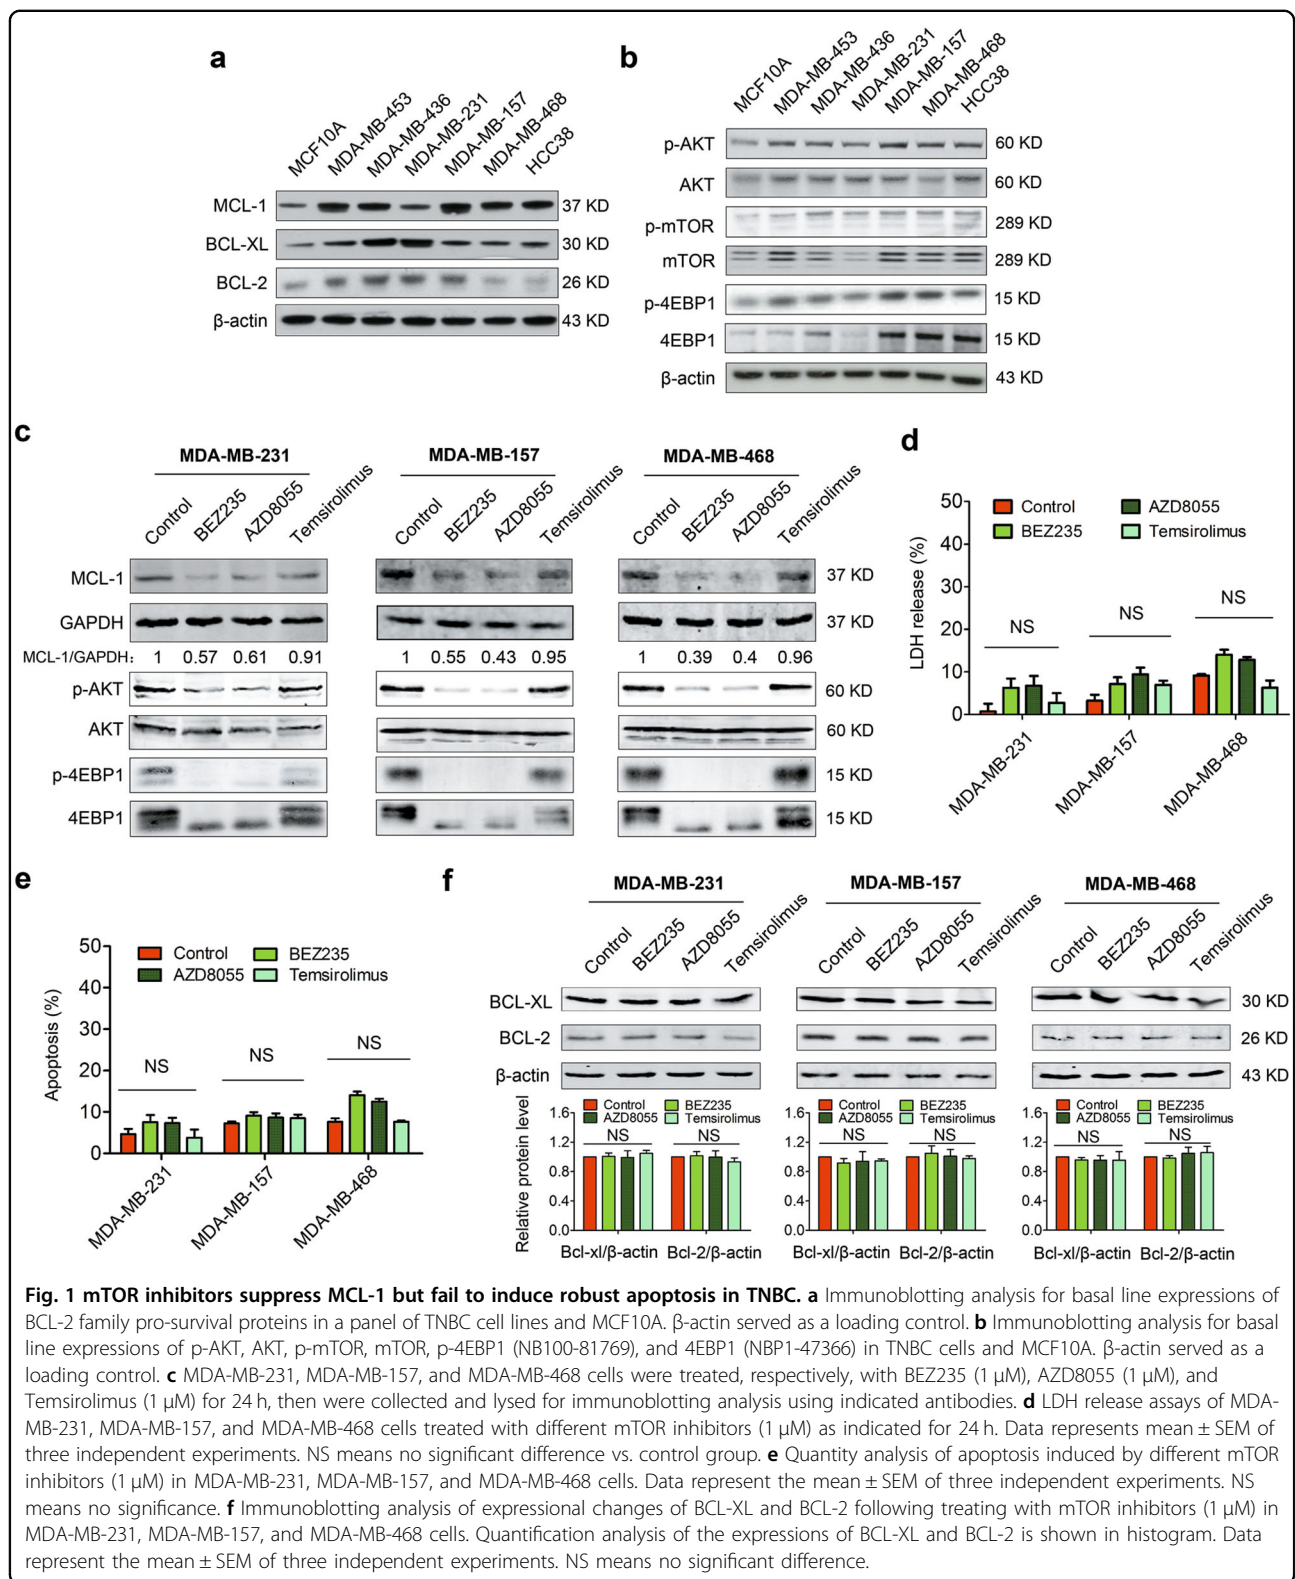 a
MCF10A
MDA-MB-453
MDA-MB-436
MDA-MB-231
MDA-MB-157
MDA-MB-468
HCC38
MCL-1 37 KD
BCL-XL 30 KD
BCL-2 26 KD
β-actin 43 KD
b
MCF10A
MDA-MB-453
MDA-MB-436
MDA-MB-231
MDA-MB-157
MDA-MB-468
HCC38
p-AKT 60 KD
AKT 60 KD
p-mTOR 289 KD
mTOR 289 KD
p-4EBP1 15 KD
4EBP1 15 KD
β-actin 43 KD
c
MDA-MB-231 MDA-MB-157 MDA-MB-468
Control BEZ235 AZD8055 Temsirolimus Control BEZ235 AZD8055 Temsirolimus Control BEZ235 AZD8055 Temsirolimus
MCL-1 37 KD
GAPDH 37 KD
MCL-1/GAPDH: 1 0.57 0.61 0.91 1 0.55 0.43 0.95 1 0.39 0.4 0.96
p-AKT 60 KD
AKT 60 KD
p-4EBP1 15 KD
4EBP1 15 KD
d
LDH release (%)
50
40
30
20
10
0
Control AZD8055
BEZ235 Temsirolimus
NS NS NS
MDA-MB-231 MDA-MB-157 MDA-MB-468
e
Apoptosis (%)
50
40
30
20
10
0
Control BEZ235
AZD8055 Temsirolimus
NS NS NS
MDA-MB-231 MDA-MB-157 MDA-MB-468
f
MDA-MB-231 MDA-MB-157 MDA-MB-468
Control BEZ235 AZD8055 Temsirolimus Control BEZ235 AZD8055 Temsirolimus Control BEZ235 AZD8055 Temsirolimus
BCL-XL 30 KD
BCL-2 26 KD
β-actin 43 KD
Relative protein level
1.6
1.2
0.8
0.4
0.0
Control BEZ235
AZD8055 Temsirolimus
NS NS
Bcl-xl/β-actin Bcl-2/β-actin
1.6
1.2
0.8
0.4
0.0
Control BEZ235
AZD8055 Temsirolimus
NS NS
Bcl-xl/β-actin Bcl-2/β-actin
1.6
1.2
0.8
0.4
0.0
Control BEZ235
AZD8055 Temsirolimus
NS NS
Bcl-xl/β-actin Bcl-2/β-actin
Fig. 1 mTOR inhibitors suppress MCL-1 but fail to induce robust apoptosis in TNBC. a Immunoblotting analysis for basal line expressions of
BCL-2 family pro-survival proteins in a panel of TNBC cell lines and MCF10A. β-actin served as a loading control. b Immunoblotting analysis for basal
line expressions of p-AKT, AKT, p-mTOR, mTOR, p-4EBP1 (NB100-81769), and 4EBP1 (NBP1-47366) in TNBC cells and MCF10A. β-actin served as a
loading control. c MDA-MB-231, MDA-MB-157, and MDA-MB-468 cells were treated, respectively, with BEZ235 (1 μM), AZD8055 (1 μM), and
Temsirolimus (1 μM) for 24 h, then were collected and lysed for immunoblotting analysis using indicated antibodies. d LDH release assays of MDA-
MB-231, MDA-MB-157, and MDA-MB-468 cells treated with different mTOR inhibitors (1 μM) as indicated for 24 h. Data represents mean ± SEM of
three independent experiments. NS means no significant difference vs. control group. e Quantity analysis of apoptosis induced by different mTOR
inhibitors (1 μM) in MDA-MB-231, MDA-MB-157, and MDA-MB-468 cells. Data represent the mean ± SEM of three independent experiments. NS
means no significance. f Immunoblotting analysis of expressional changes of BCL-XL and BCL-2 following treating with mTOR inhibitors (1 μM) in
MDA-MB-231, MDA-MB-157, and MDA-MB-468 cells. Quantification analysis of the expressions of BCL-XL and BCL-2 is shown in histogram. Data
represent the mean ± SEM of three independent experiments. NS means no significant difference.